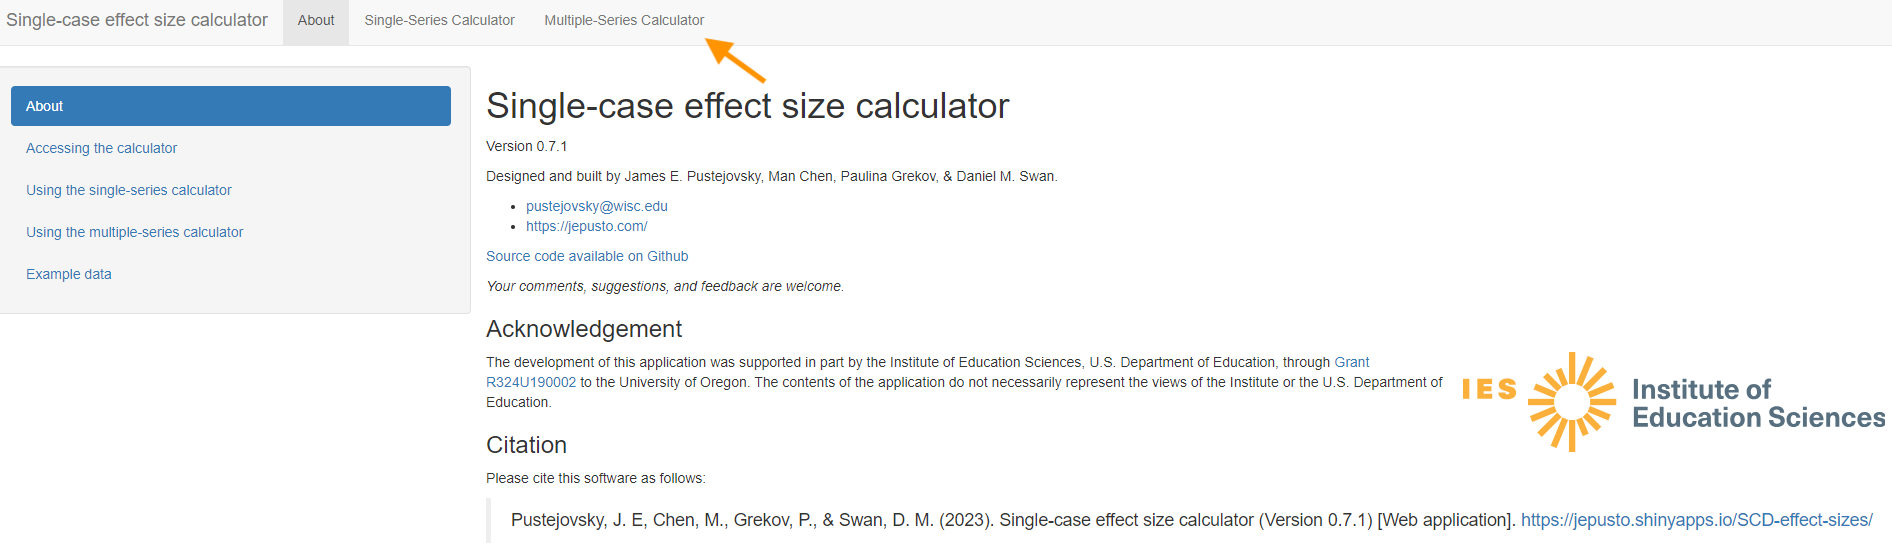 Single-case effect size calculator About Single-Series Calculator Multiple-Series Calculator
About
Accessing the calculator
Using the single-series calculator
Using the multiple-series calculator
Example data
Single-case effect size calculator
Version 0.7.1
Designed and built by James E. Pustejovsky, Man Chen, Paulina Grekov, & Daniel M. Swan.
• pustejovsky@wisc.edu
• https://jepusto.com/
Source code available on Github
Your comments, suggestions, and feedback are welcome.
Acknowledgement
The development of this application was supported in part by the Institute of Education Sciences, U.S. Department of Education, through Grant
R324U190002 to the University of Oregon. The contents of the application do not necessarily represent the views of the Institute or the U.S. Department of
Education.
IES Institute of
Education Sciences
Citation
Please cite this software as follows:
Pustejovsky, J. E, Chen, M., Grekov, P., & Swan, D. M. (2023). Single-case effect size calculator (Version 0.7.1) [Web application]. https://jepusto.shinyapps.io/SCD-effect-sizes/